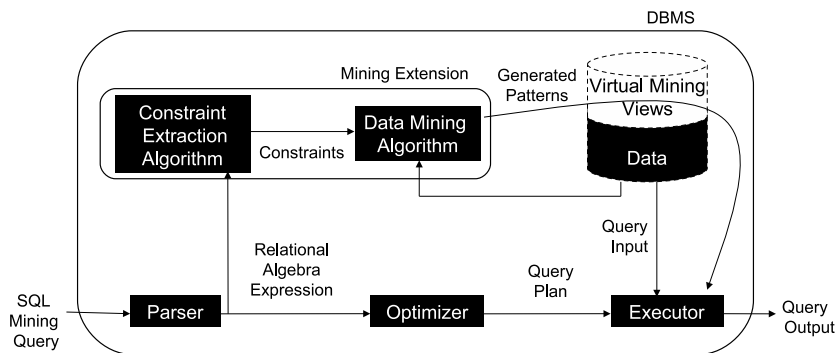 DBMS
Mining Extension
Generated
Patterns
Virtual Mining
Views
Constraint
Extraction
Algorithm
Constraints
Data Mining
Algorithm
Data
Query
Input
Relational
Algebra
Expression
Query
Plan
SQL
Mining
Query
Parser
Optimizer
Executor
Query
Output